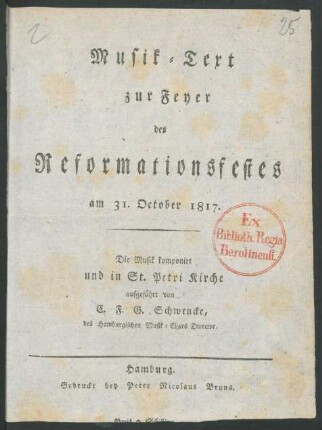 2
25
Musik-Text
zur Feyer
des
Reformationsfestes
am 31. October 1817.
Die Musik komponirt
und in St. Petri Kirche
aufgeführt von
C. F. G. Schwencke,
des Hamburgischen Musik-Chors Director.
Ex
Biblioth. Regia
Berolinensi.
Hamburg.
Gedruckt bey Peter Nicolaus Bruns.